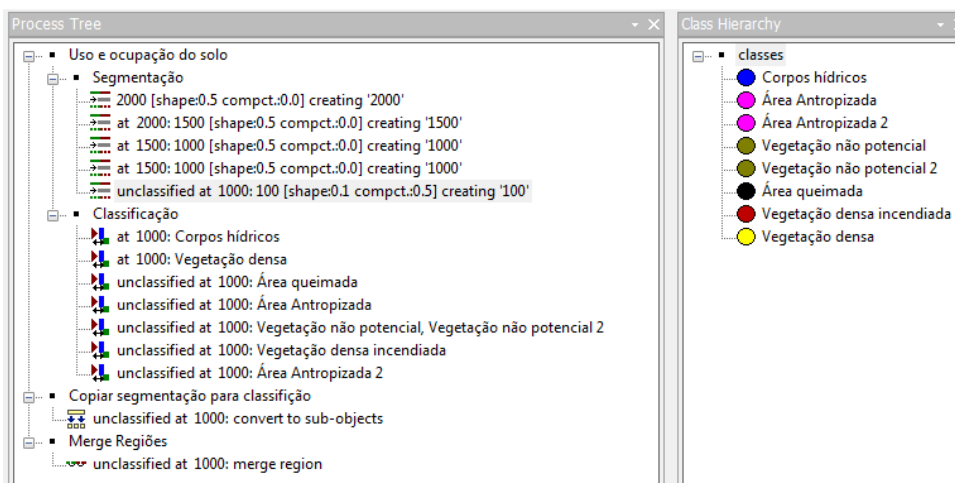 Process Tree
Uso e ocupação do solo
Segmentação
2000 [shape:0.5 compct.:0.0] creating '2000'
at 2000: 1500 [shape:0.5 compct.:0.0] creating '1500'
at 1500: 1000 [shape:0.5 compct.:0.0] creating '1000'
at 1500: 1000 [shape:0.5 compct.:0.0] creating '1000'
unclassified at 1000: 100 [shape:0.1 compct.:0.5] creating '100'
Classificação
at 1000: Corpos hídricos
at 1000: Vegetação densa
unclassified at 1000: Área queimada
unclassified at 1000: Área Antropizada
unclassified at 1000: Vegetação não potencial, Vegetação não potencial 2
unclassified at 1000: Vegetação densa incendiada
unclassified at 1000: Área Antropizada 2
Copiar segmentação para classifição
unclassified at 1000: convert to sub-objects
Merge Regiões
unclassified at 1000: merge region
Class Hierarchy
classes
Corpos hídricos
Área Antropizada
Área Antropizada 2
Vegetação não potencial
Vegetação não potencial 2
Área queimada
Vegetação densa incendiada
Vegetação densa